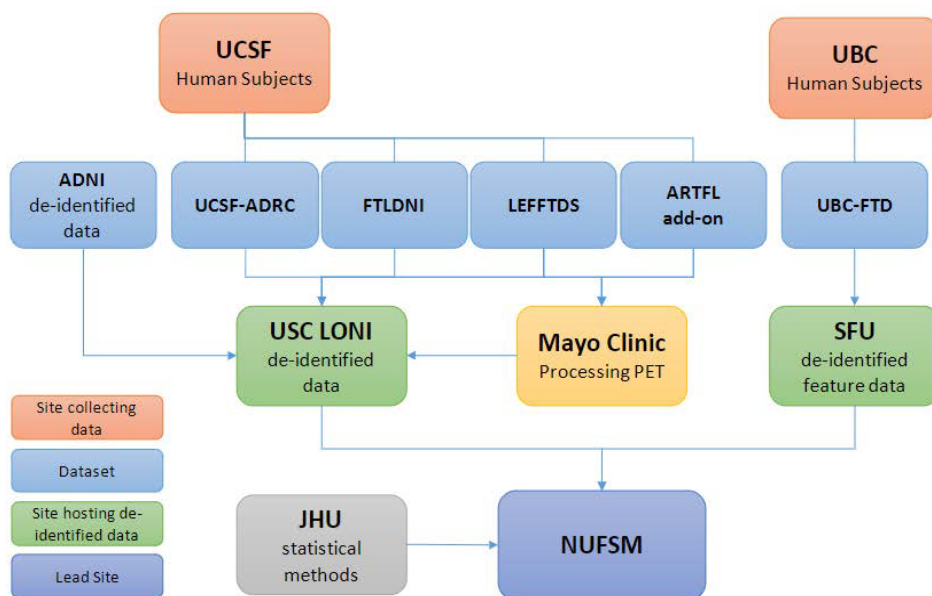 UCSF
Human Subjects
UBC
Human Subjects
ADNI
de-identified
data
UCSF-ADRC
FTLDNI
LEFFTDS
ARTFL
add-on
UBC-FTD
USC LONI
de-identified
data
Mayo Clinic
Processing PET
SFU
de-identified
feature data
Site collecting
data
Dataset
Site hosting de-
identified data
Lead Site
JHU
statistical
methods
NUFSM